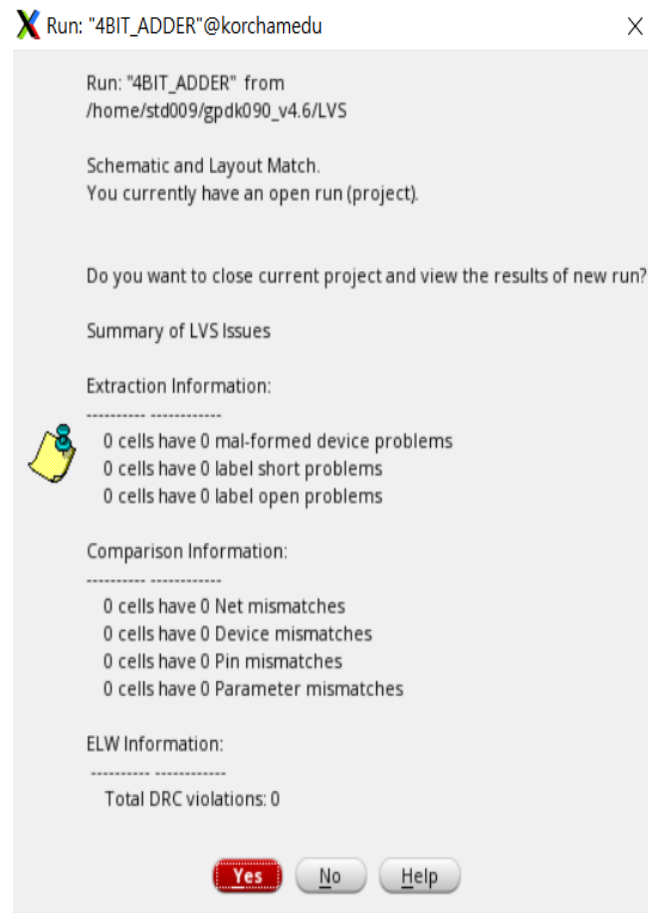 Run: "4BIT_ADDER"@korchamedu
Run: "4BIT_ADDER" from
/home/std009/gpdk090_v4.6/LVS
Schematic and Layout Match.
You currently have an open run (project).
Do you want to close current project and view the results of new run?
Summary of LVS Issues
Extraction Information:
---------- ------------
0 cells have 0 mal-formed device problems
0 cells have 0 label short problems
0 cells have 0 label open problems
Comparison Information:
---------- ------------
0 cells have 0 Net mismatches
0 cells have 0 Device mismatches
0 cells have 0 Pin mismatches
0 cells have 0 Parameter mismatches
ELW Information:
---------- ------------
Total DRC violations: 0
Yes No Help